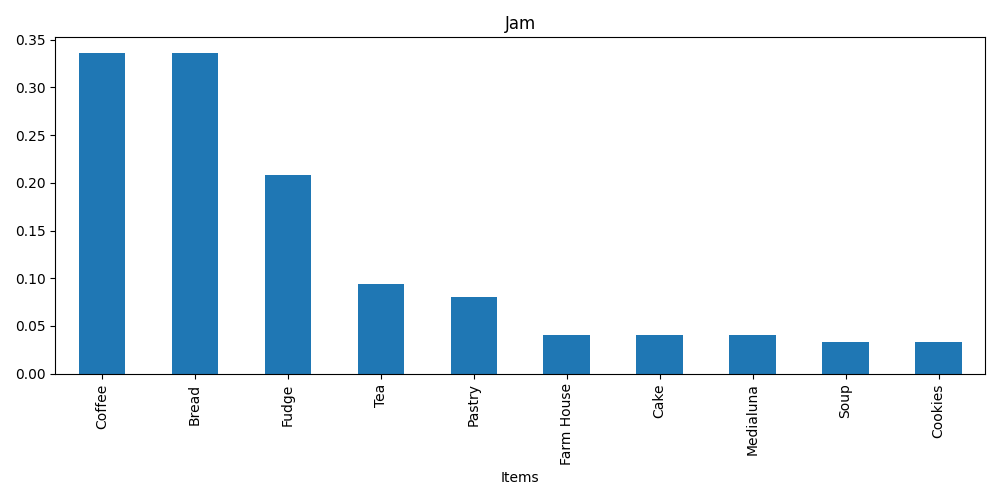 Jam
0.35
0.30
0.25
0.20
0.15
0.10
0.05
0.00
Coffee
Bread
Fudge
Tea
Pastry
Farm House
Cake
Medialuna
Soup
Cookies
Items